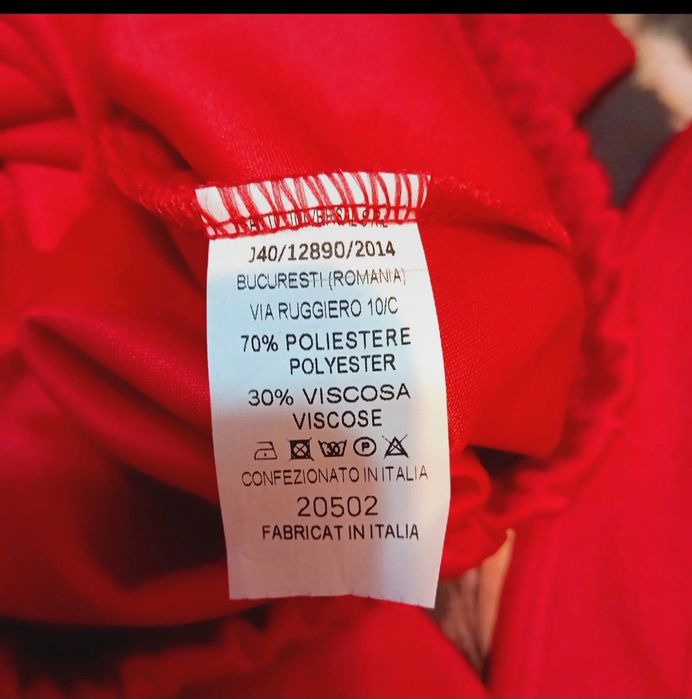 J40/12890/2014
BUCURESTI (ROMANIA)
VIA RUGGIERO 10/C
70% POLIESTERE
POLYESTER
30% VISCOSA
VISCOSE
CONFEZIONATO IN ITALIA
20502
FABRICAT IN ITALIA